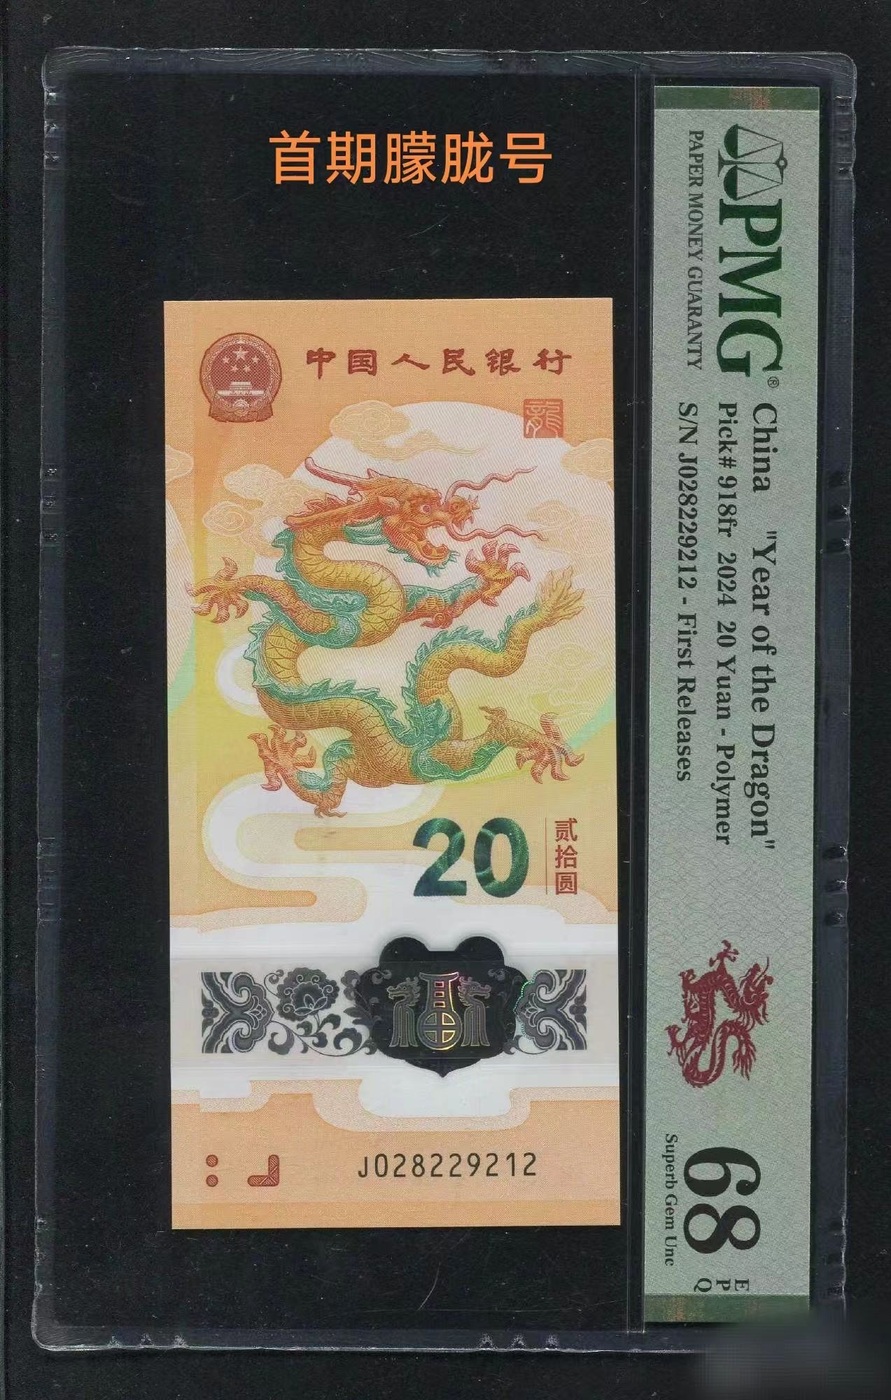 首期朦胧号
中国人民银行
龍
20
贰拾圆
J028229212
PMG®
PAPER MONEY GUARANTY
China "Year of the Dragon"
Pick# 918fr 2024 20 Yuan - Polymer
S/N J028229212 - First Releases
68 EPQ
Superb Gem Unc